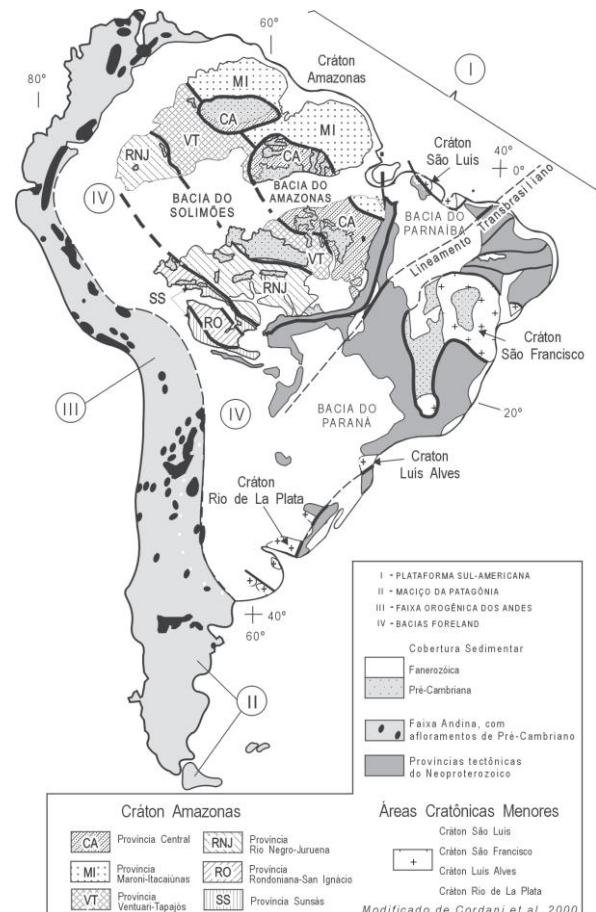 60°
80°
Cráton
Amazonas
I
MI
CA
MI
VT
RNJ
CA
Cráton
São Luís
40°
0°
IV
BACIA DO
SOLIMÕES
BACIA DO
AMAZONAS
BACIA DO
PARNAÍBA
Lineamento Transbrasiliano
CA
VT
RNJ
SS
RO
Cráton
São Francisco
III
IV
BACIA DO
PARANÁ
20°
Craton
Luis Alves
Cráton
Rio de La Plata
40°
60°
II
I - PLATAFORMA SUL-AMERICANA
II - MACIÇO DA PATAGÔNIA
III - FAIXA OROGÊNICA DOS ANDES
IV - BACIAS FORELAND
Cobertura Sedimentar
Fanerozóica
Pré-Cambriana
Faixa Andina, com
afloramentos de Pré-Cambriano
Províncias tectônicas
do Neoproterozoico
Cráton Amazonas
CA Província Central
RNJ Província
Rio Negro-Juruena
MI Província
Maroni-Itacaiúnas
RO Província
Rondoniana-San Ignácio
VT Província
Ventuari-Tapajós
SS Província Sunsás
Áreas Cratônicas Menores
Cráton São Luís
Cráton São Francisco
Cráton Luis Alves
Cráton Rio de La Plata
Modificado de Cordani et al. 2000